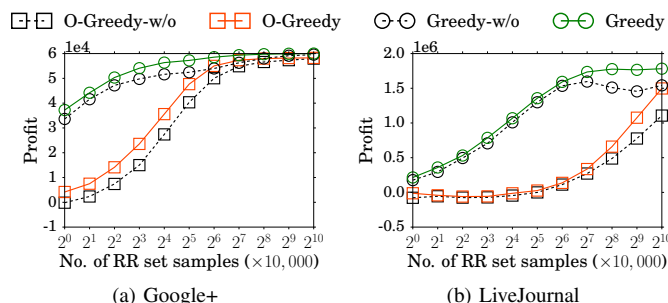 O-Greedy-w/o O-Greedy Greedy-w/o Greedy
1e4
6
5
4
3
2
1
0
-1
Profit
2^0 2^1 2^2 2^3 2^4 2^5 2^6 2^7 2^8 2^9 2^10
No. of RR set samples (×10,000)
(a) Google+
1e6
2.0
1.5
1.0
0.5
0.0
-0.5
Profit
2^0 2^1 2^2 2^3 2^4 2^5 2^6 2^7 2^8 2^9 2^10
No. of RR set samples (×10,000)
(b) LiveJournal